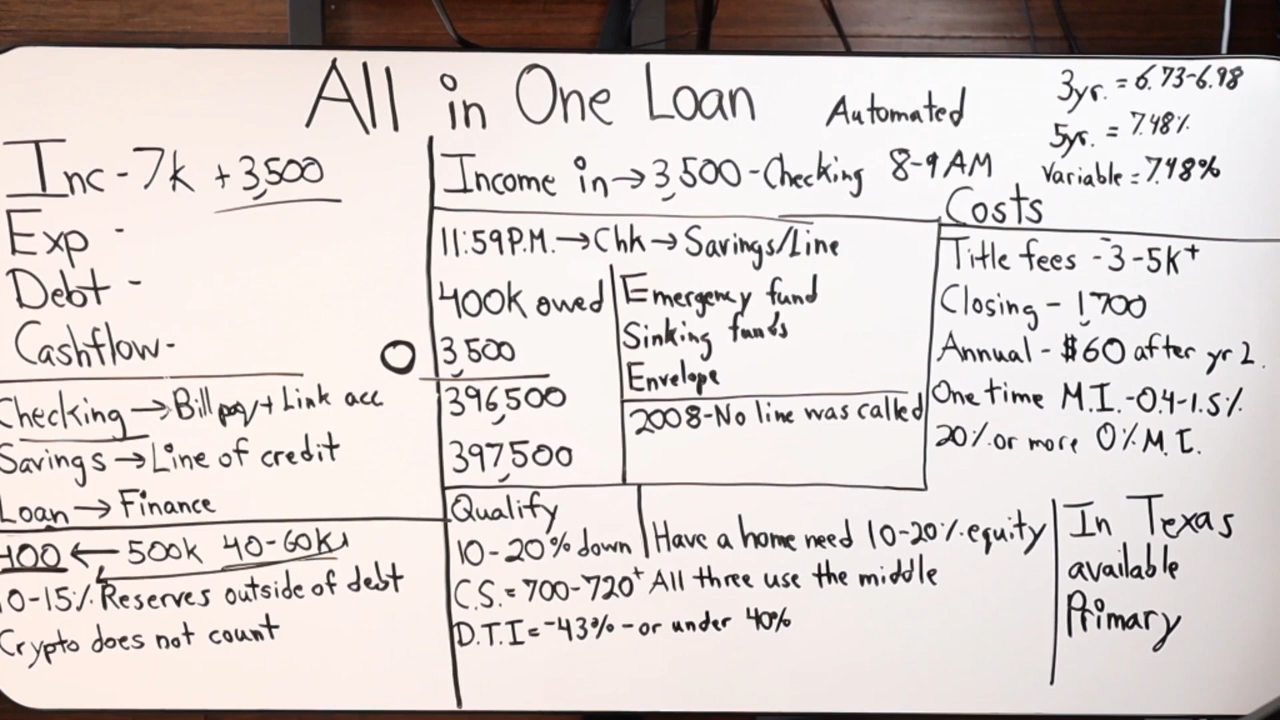 All in One Loan
Automated
3yr. = 6.73-6.98
5yr. = 7.48%
Variable = 7.48%
Inc - 7k + 3,500
Exp -
Debt -
Cashflow -
Checking → Bill pay + Link acc
Savings → Line of credit
Loan → Finance
400 ← 500k 40-60k
10-15% Reserves outside of debt
Crypto does not count
Income in → 3,500 - Checking 8-9 AM
11:59P.M. → Chk → Savings/Line
400K owed
3,500
396,500
397,500
Emergency fund
Sinking funds
Envelope
2008-No line was called
Costs
Title fees - 3-5k+
Closing - 1,700
Annual - $60 after yr 2.
One time M.I. - 0.4-1.5%
20% or more 0% M.I.
Qualify
10-20% down
Have a home need 10-20% equity
C.S. = 700-720+ All three use the middle
D.T.I = -43% - or under 40%
In Texas
available
Primary